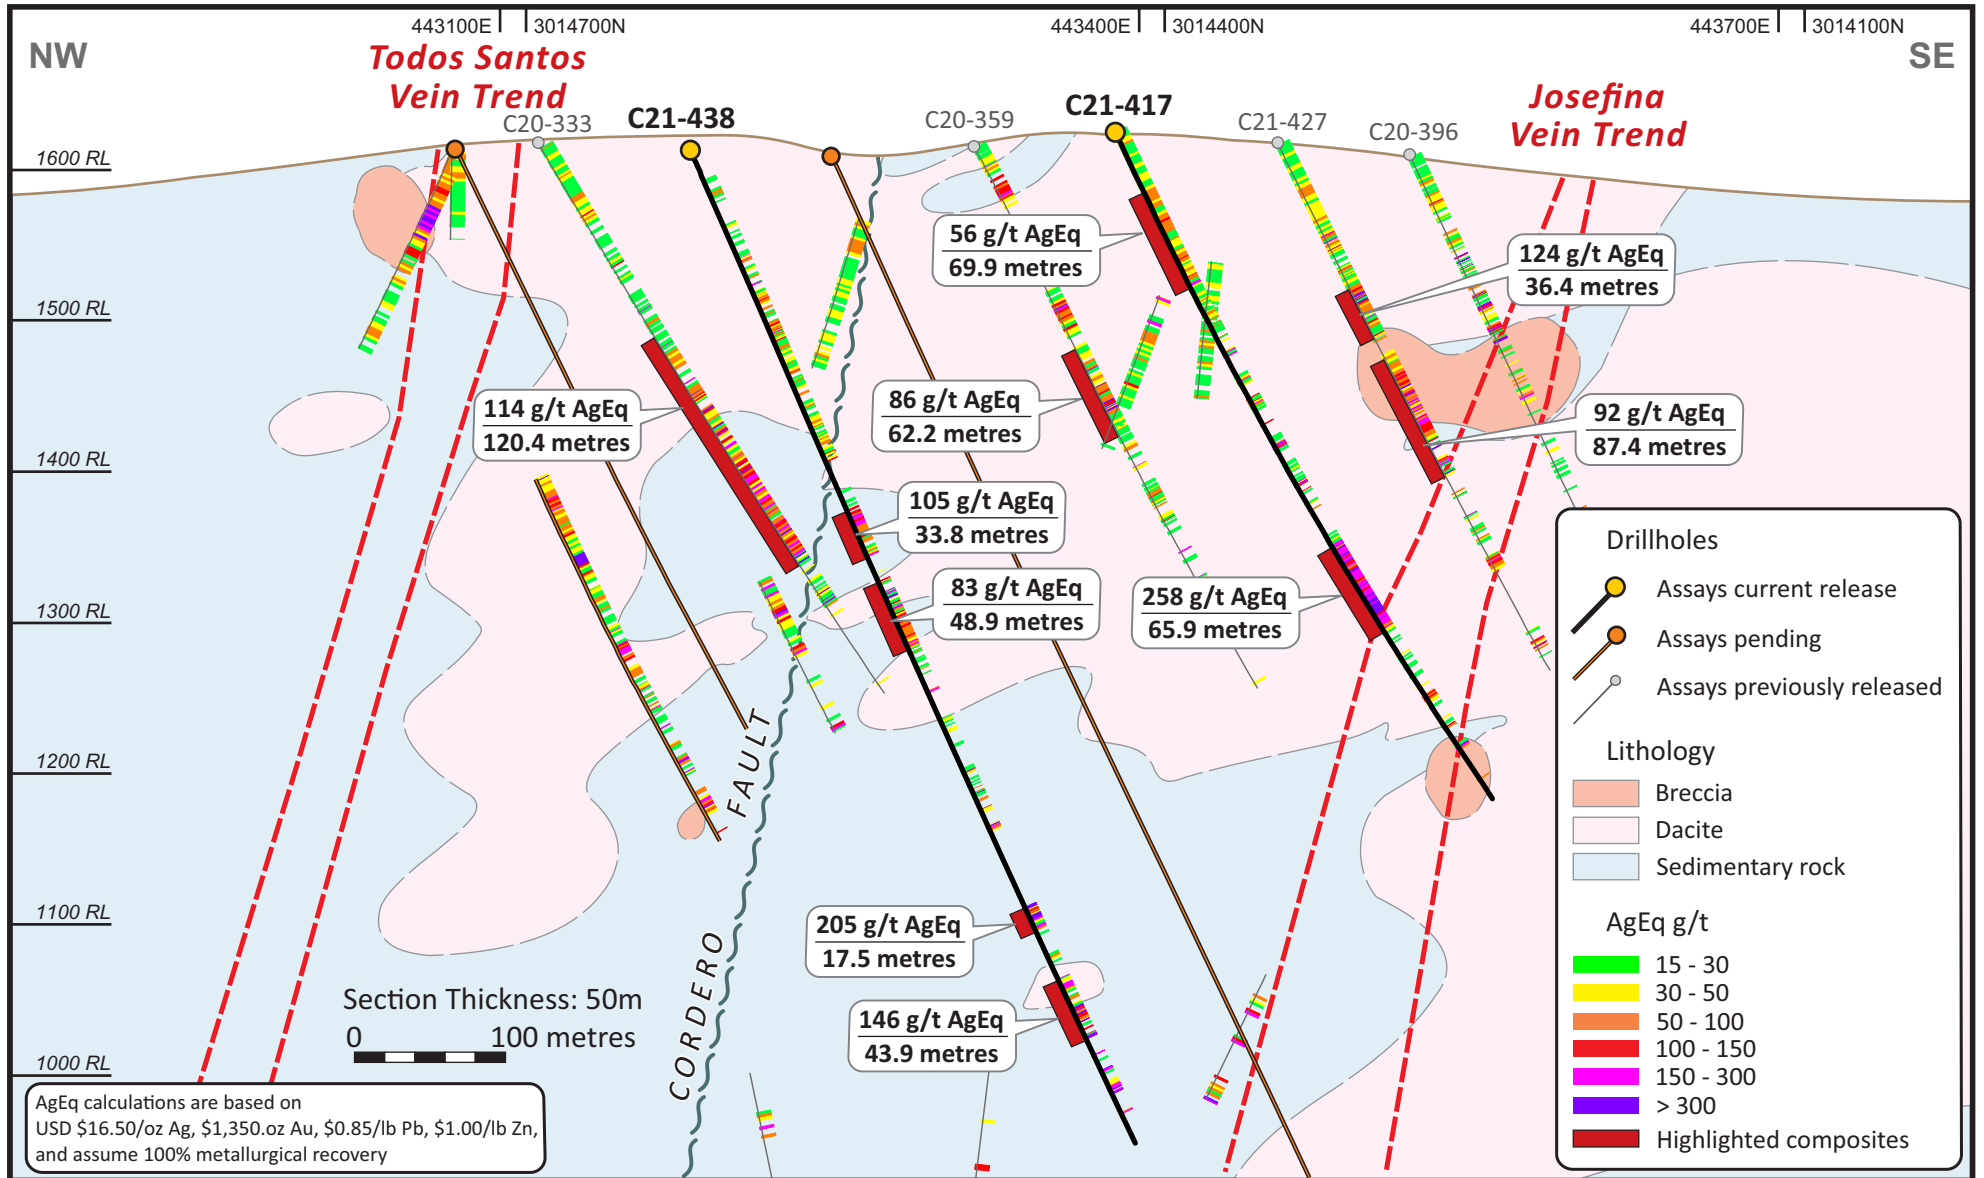 443100E
3014700N
443400E
3014400N
443700E
3014100N
NW
SE
Todos Santos
Vein Trend
Josefina
Vein Trend
C20-333
C21-438
C20-359
C21-417
C21-427
C20-396
1600 RL
1500 RL
1400 RL
1300 RL
1200 RL
1100 RL
1000 RL
56 g/t AgEq
69.9 metres
124 g/t AgEq
36.4 metres
114 g/t AgEq
120.4 metres
86 g/t AgEq
62.2 metres
92 g/t AgEq
87.4 metres
105 g/t AgEq
33.8 metres
83 g/t AgEq
48.9 metres
258 g/t AgEq
65.9 metres
205 g/t AgEq
17.5 metres
146 g/t AgEq
43.9 metres
CORDERO FAULT
Section Thickness: 50m
0 100 metres
AgEq calculations are based on
USD $16.50/oz Ag, $1,350.oz Au, $0.85/lb Pb, $1.00/lb Zn,
and assume 100% metallurgical recovery
Drillholes
Assays current release
Assays pending
Assays previously released
Lithology
Breccia
Dacite
Sedimentary rock
AgEq g/t
15 - 30
30 - 50
50 - 100
100 - 150
150 - 300
> 300
Highlighted composites